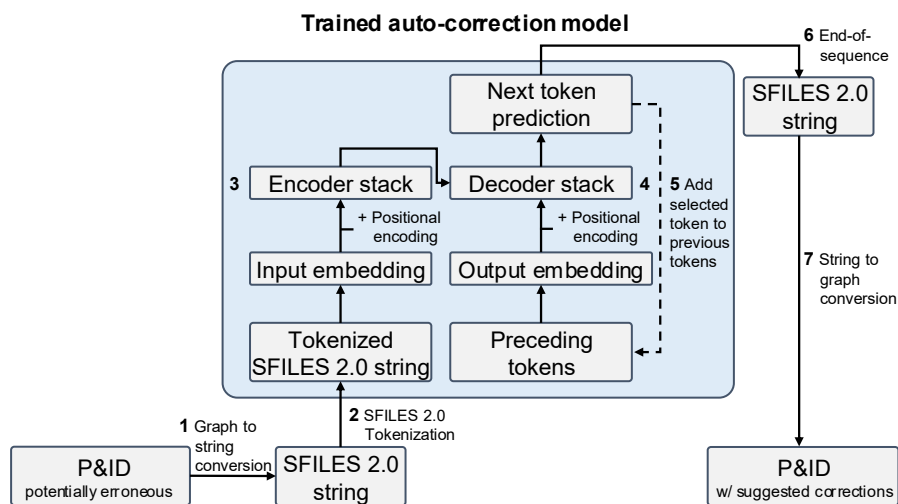 Trained auto-correction model
6 End-of-
sequence
Next token
prediction
SFILES 2.0
string
3
Encoder stack
Decoder stack
4
5 Add
selected
token to
previous
tokens
+ Positional
encoding
+ Positional
encoding
Input embedding
Output embedding
7 String to
graph
conversion
Tokenized
SFILES 2.0 string
Preceding
tokens
1 Graph to
string
conversion
2 SFILES 2.0
Tokenization
P&ID
potentially erroneous
SFILES 2.0
string
P&ID
w/ suggested corrections